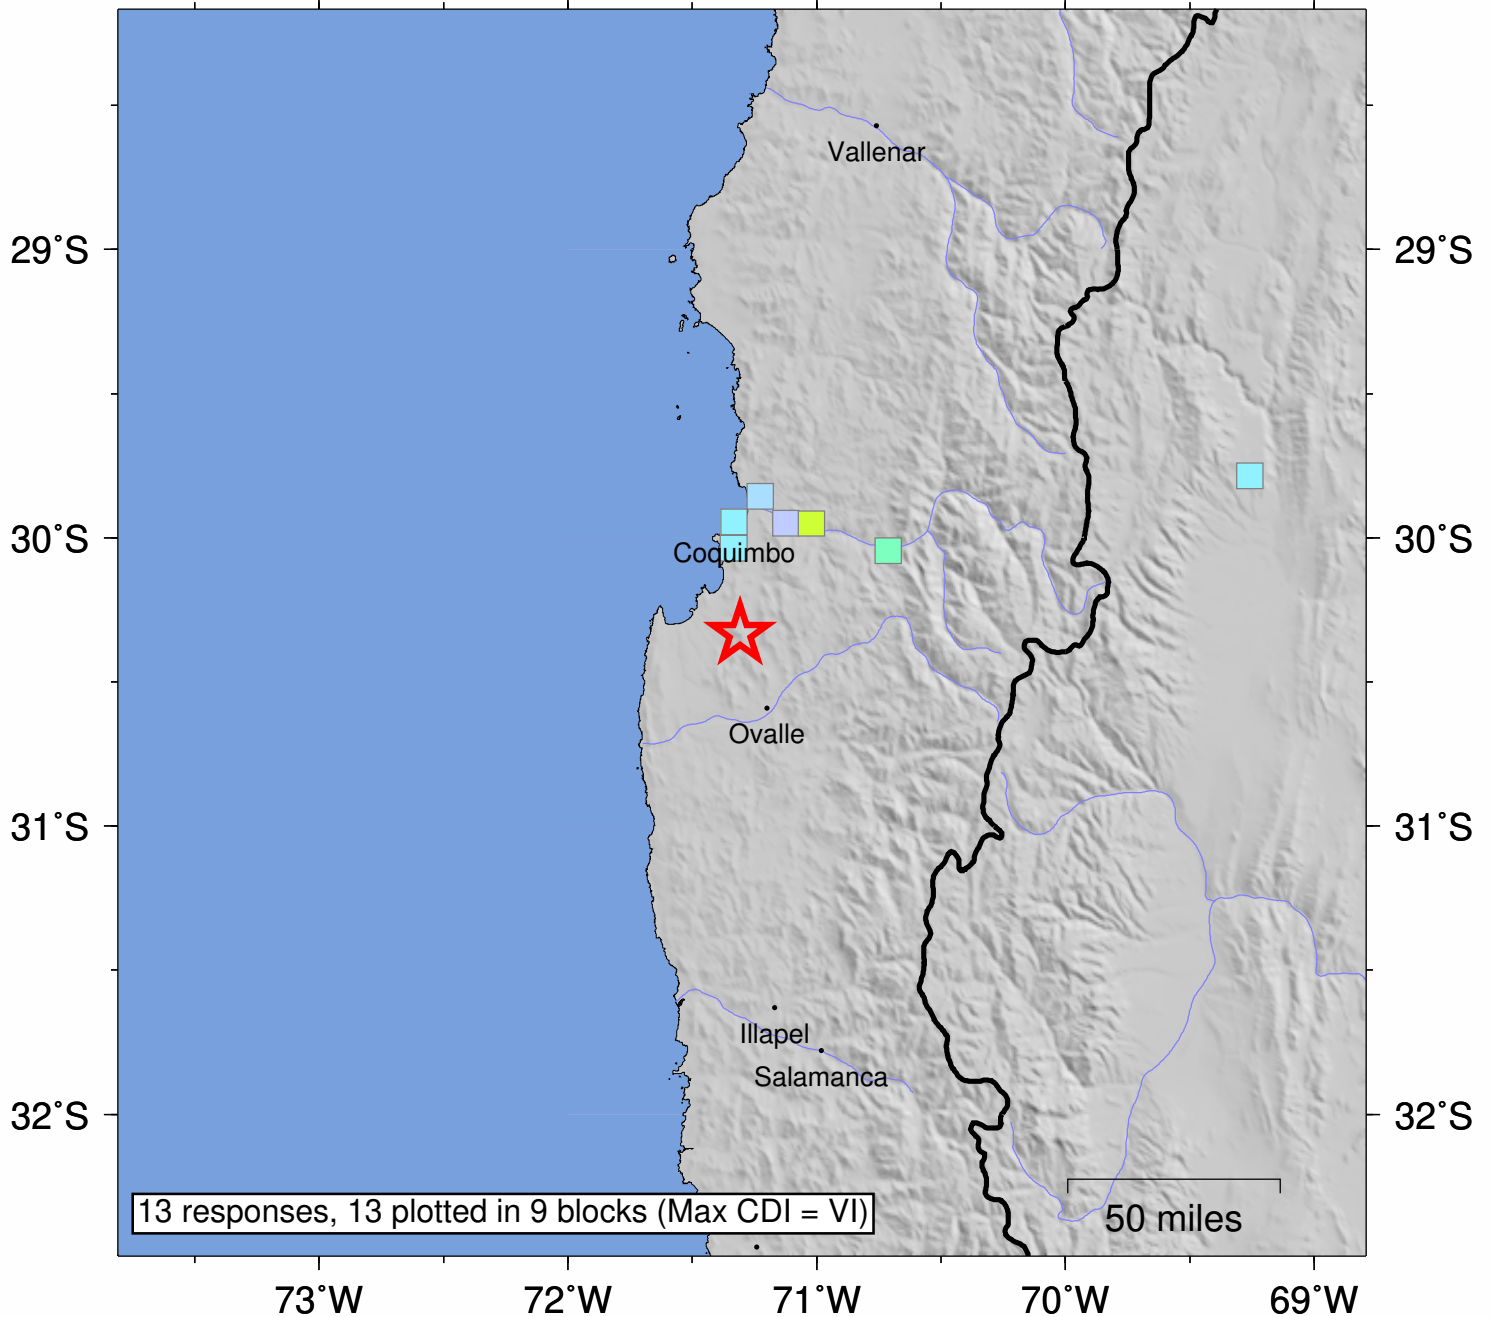 Vallenar
29°S
29°S
30°S
30°S
Coquimbo
Ovalle
31°S
31°S
Illapel
Salamanca
32°S
32°S
13 responses, 13 plotted in 9 blocks (Max CDI = VI)
50 miles
73°W
72°W
71°W
70°W
69°W